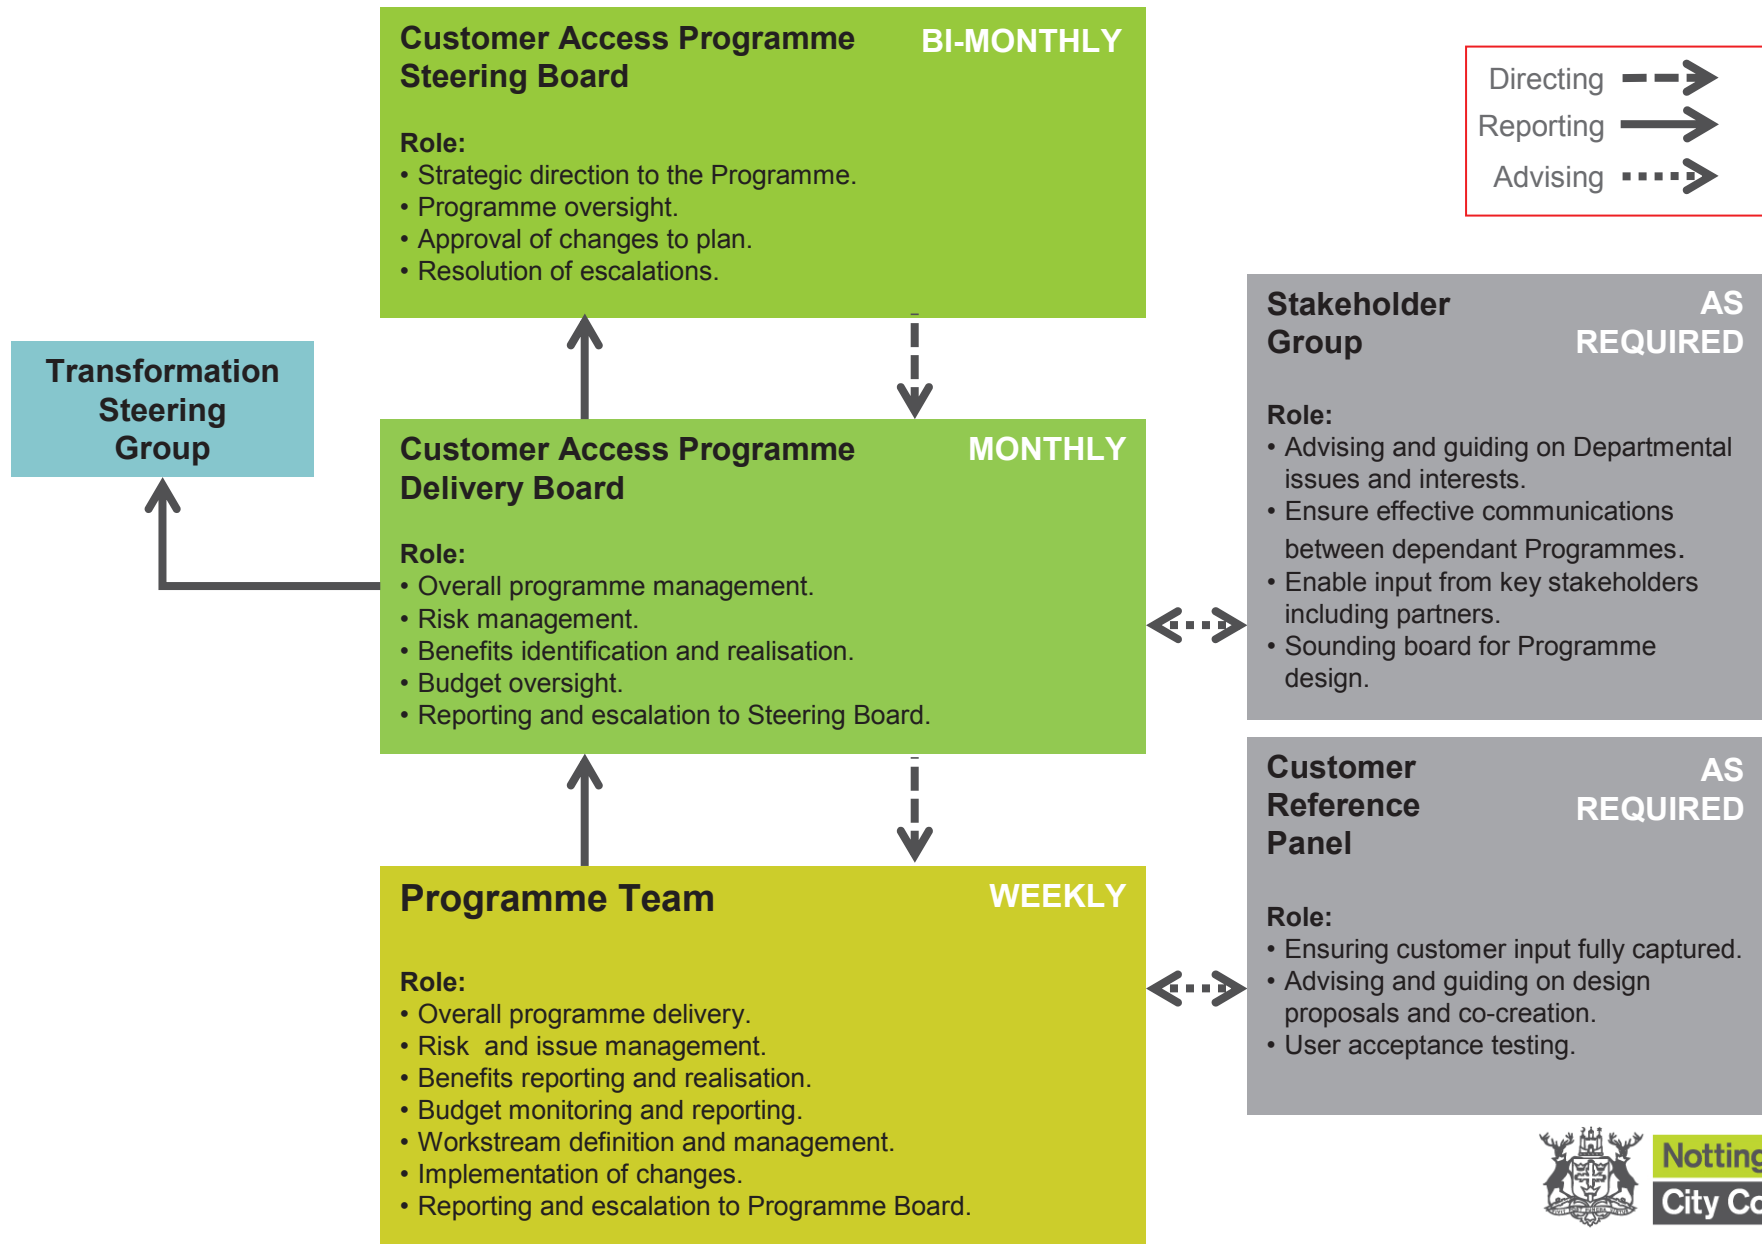 Customer Access Programme
Steering Board
BI-MONTHLY
Role:
• Strategic direction to the Programme.
• Programme oversight.
• Approval of changes to plan.
• Resolution of escalations.
Directing
Reporting
Advising
Transformation
Steering
Group
Customer Access Programme
Delivery Board
MONTHLY
Role:
• Overall programme management.
• Risk management.
• Benefits identification and realisation.
• Budget oversight.
• Reporting and escalation to Steering Board.
Stakeholder
Group
AS
REQUIRED
Role:
• Advising and guiding on Departmental
issues and interests.
• Ensure effective communications
between dependant Programmes.
• Enable input from key stakeholders
including partners.
• Sounding board for Programme
design.
Programme Team
WEEKLY
Role:
• Overall programme delivery.
• Risk and issue management.
• Benefits reporting and realisation.
• Budget monitoring and reporting.
• Workstream definition and management.
• Implementation of changes.
• Reporting and escalation to Programme Board.
Customer
Reference
Panel
AS
REQUIRED
Role:
• Ensuring customer input fully captured.
• Advising and guiding on design
proposals and co-creation.
• User acceptance testing.
Notting
City Co